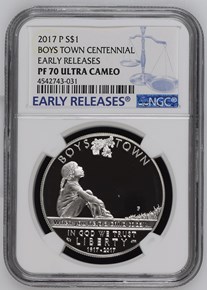 2017 P S$1
BOYS TOWN CENTENNIAL
EARLY RELEASES
PF 70 ULTRA CAMEO
4542743-031
EARLY RELEASES
NGC
BOYS TOWN
P
IN GOD WE TRUST
LIBERTY
1917-2017